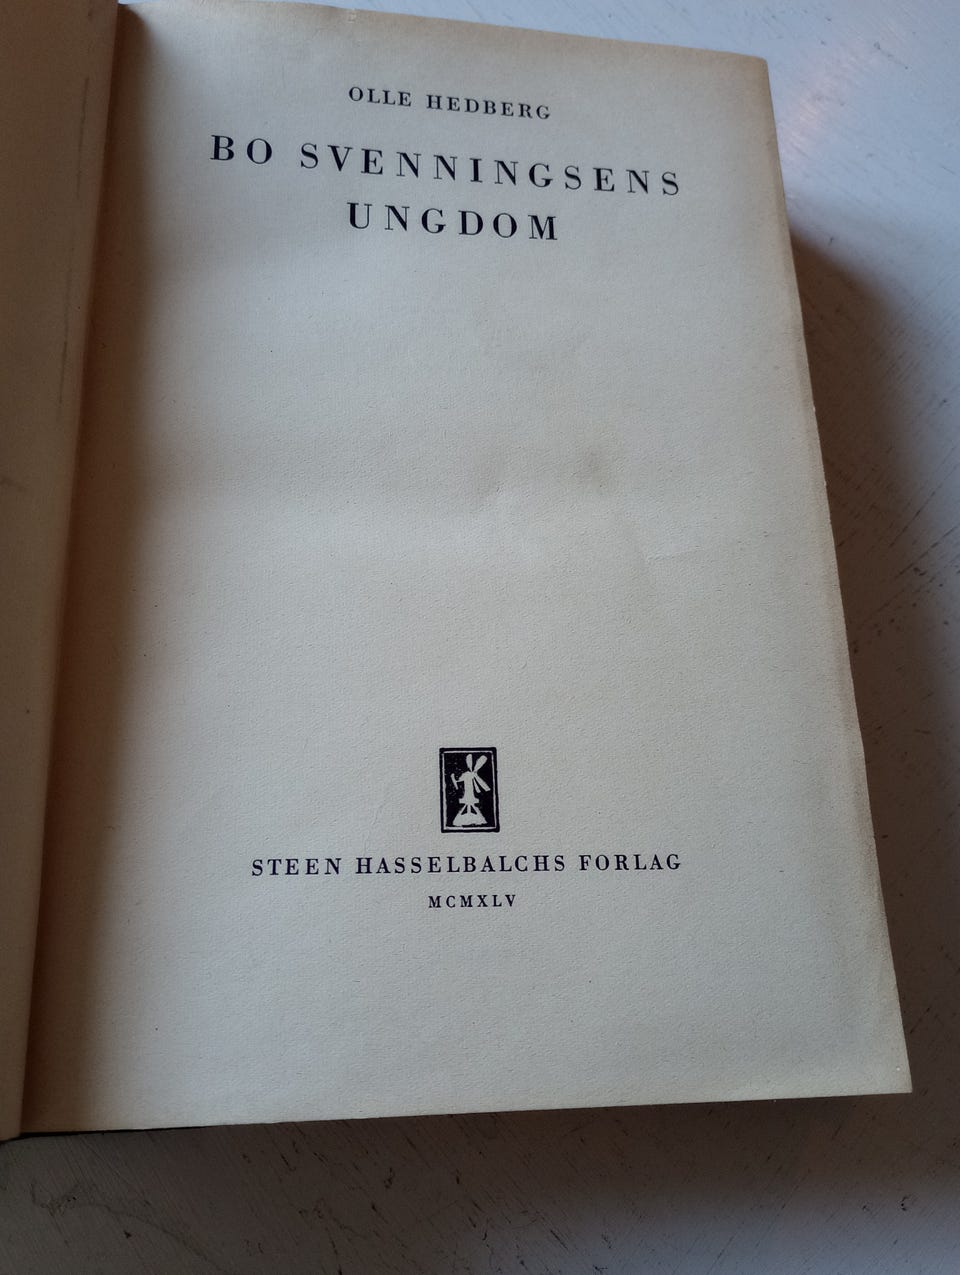 OLLE HEDBERG
BO SVENNINGSENS
UNGDOM
STEEN HASSELBALCHS FORLAG
MCMXLV